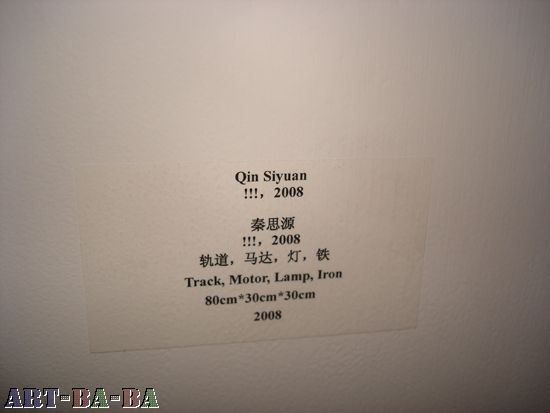 Qin Siyuan
!!!，2008
秦思源
!!!，2008
轨道，马达，灯，铁
Track, Motor, Lamp, Iron
80cm*30cm*30cm
2008
ART-BA-BA